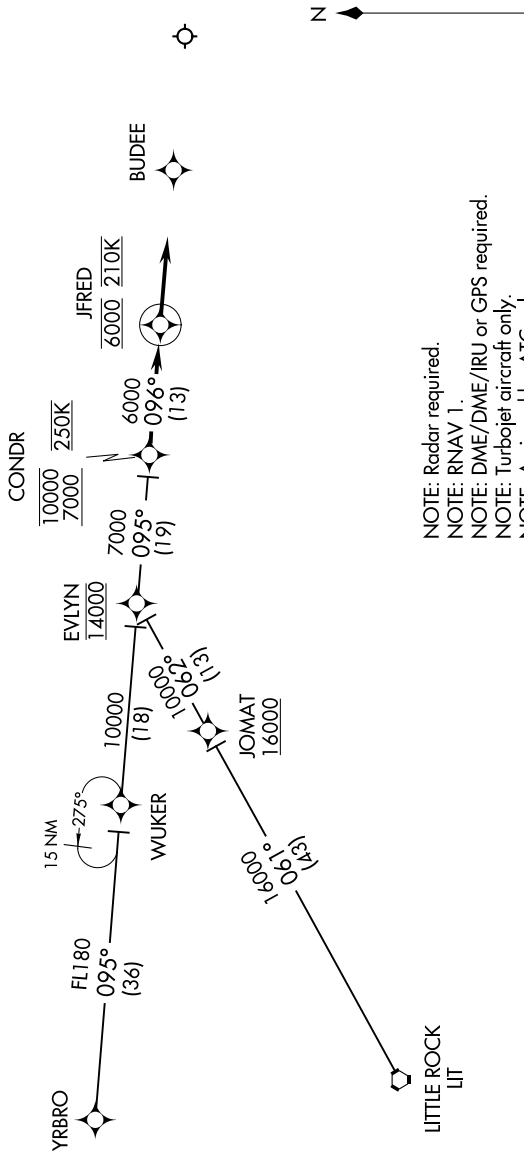 YRBRO
FL180
095°
(36)
15 NM
275°
WUKER
10000
(18)
EVLYN
14000
7000
095°
(19)
CONDR
10000
7000
250K
6000
096°
(13)
JFRED
6000 210K
BUDEE
N
LITTLE ROCK
LIT
16000
061°
(43)
JOMAT
16000
10000
062°
(13)
NOTE: Radar required.
NOTE: RNAV 1.
NOTE: DME/DME/IRU or GPS required.
NOTE: Turbojet aircraft only.